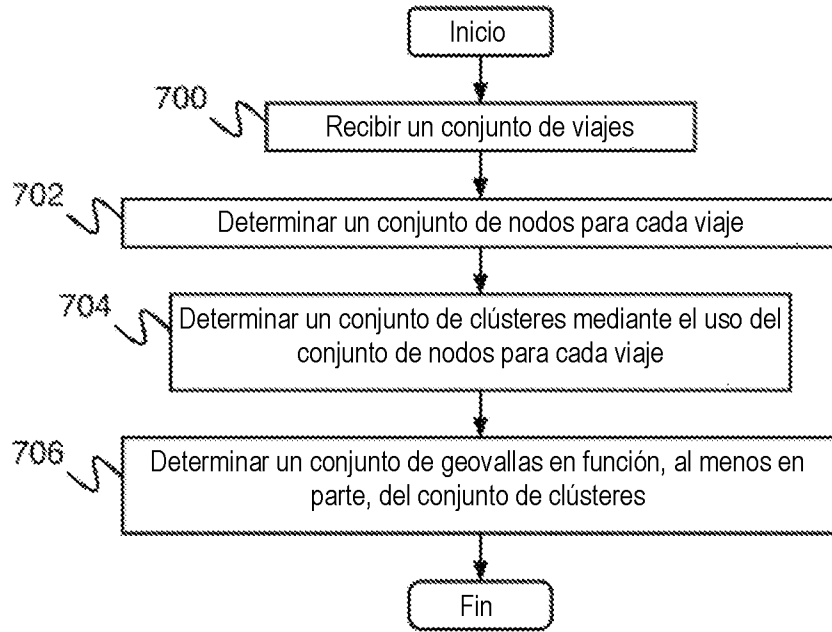 Inicio
700
Recibir un conjunto de viajes
702
Determinar un conjunto de nodos para cada viaje
704
Determinar un conjunto de clústeres mediante el uso del
conjunto de nodos para cada viaje
706
Determinar un conjunto de geovallas en función, al menos en
parte, del conjunto de clústeres
Fin